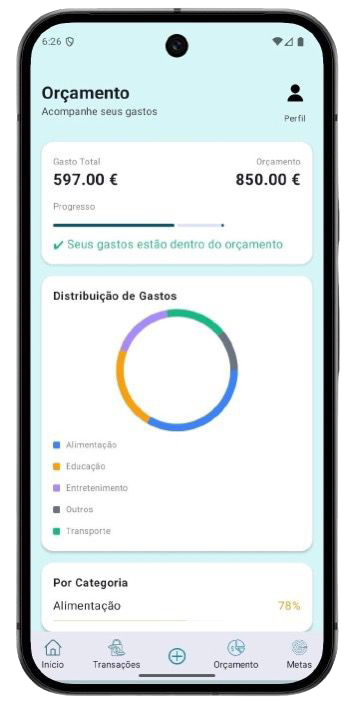 6:26
Orçamento
Acompanhe seus gastos
Perfil
Gasto Total
Orçamento
597.00 €
850.00 €
Progresso
✔ Seus gastos estão dentro do orçamento
Distribuição de Gastos
Alimentação
Educação
Entretenimento
Outros
Transporte
Por Categoria
Alimentação
78%
Inicio
Transações
Orçamento
Metas